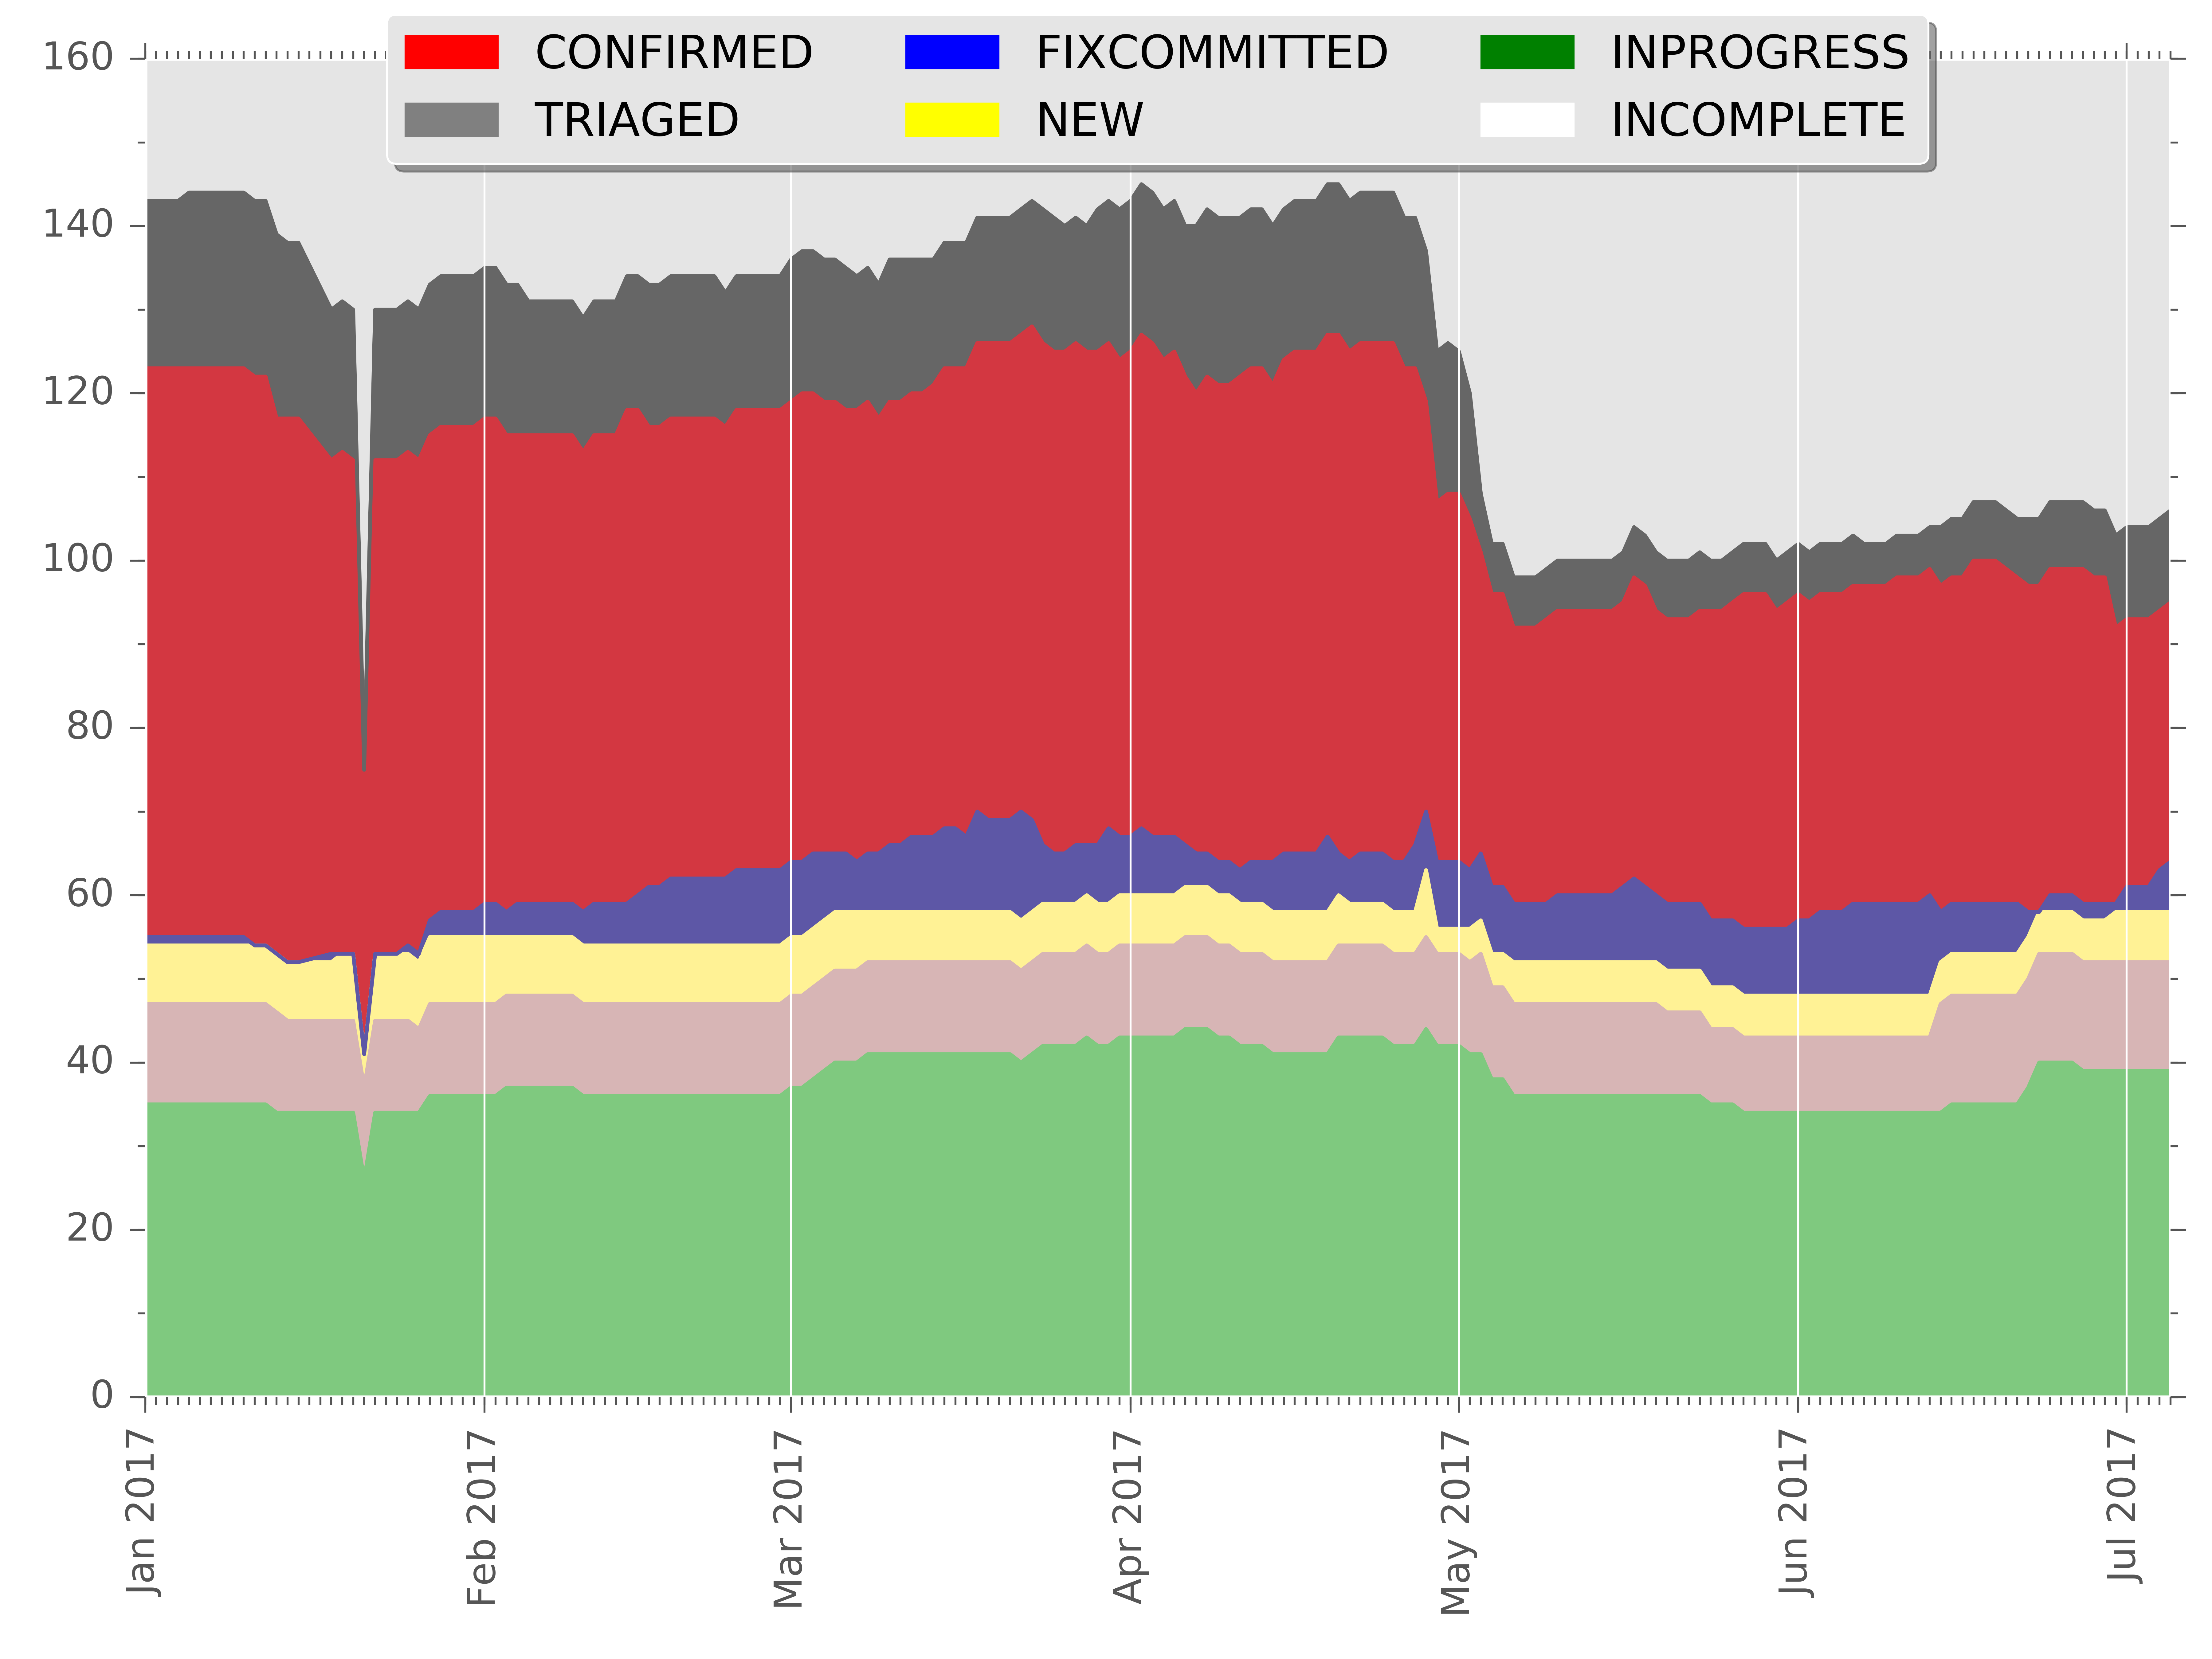 CONFIRMED FIXCOMMITTED INPROGRESS
TRIAGED NEW INCOMPLETE
160
140
120
100
80
60
40
20
0
Jan 2017
Feb 2017
Mar 2017
Apr 2017
May 2017
Jun 2017
Jul 2017